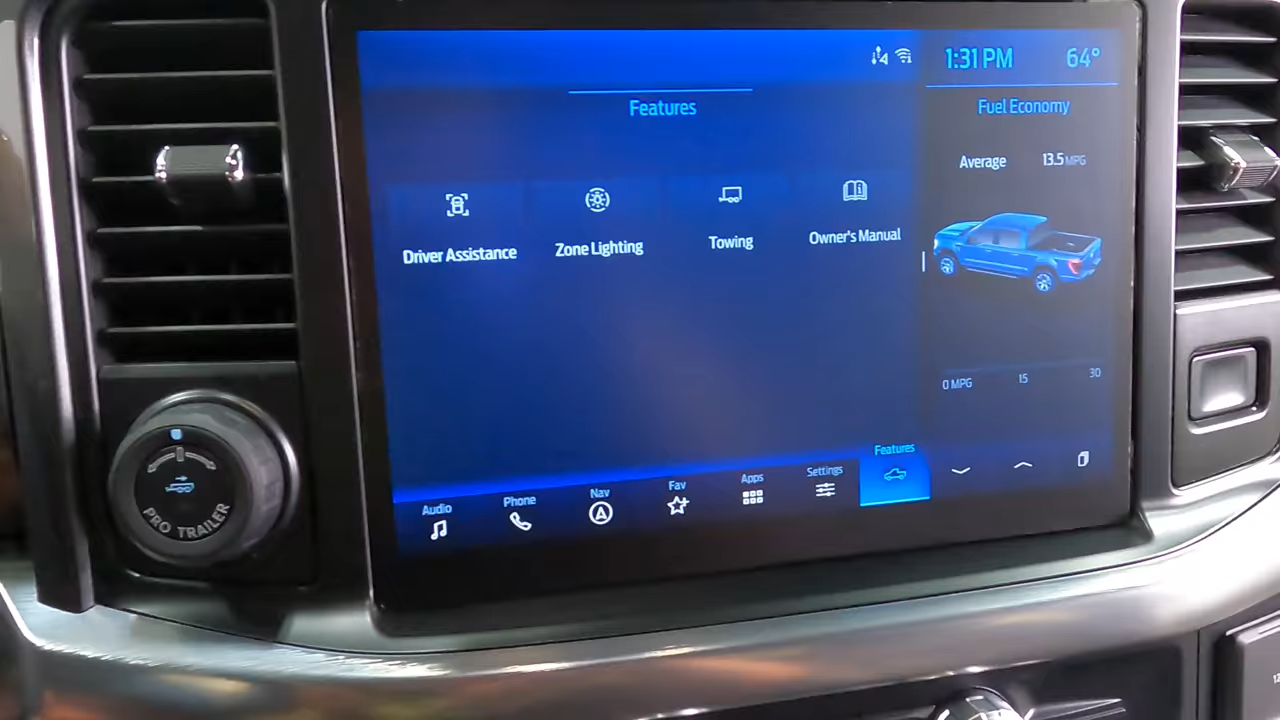 1:31 PM 64°
Features
Fuel Economy
Average 13.5 MPG
Driver Assistance
Zone Lighting
Towing
Owner's Manual
0 MPG 15 30
Audio
Phone
Nav
Fav
Apps
Settings
Features
PRO TRAILER